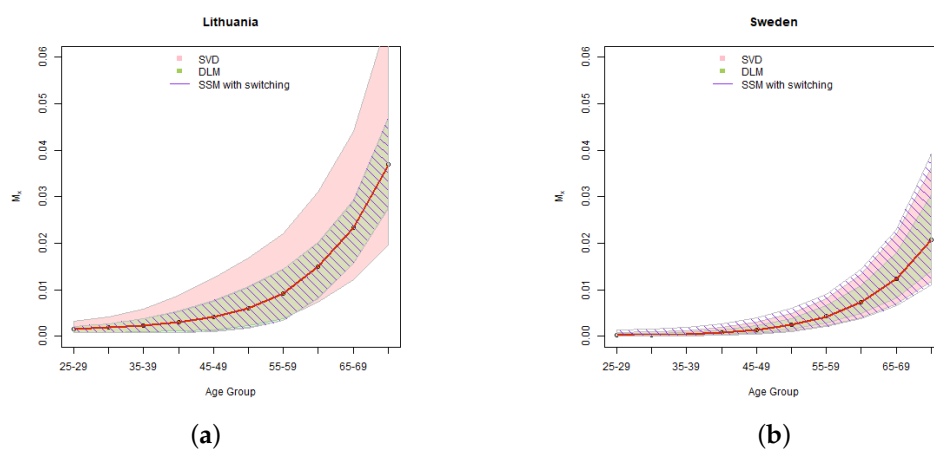 Lithuania
SVD
DLM
SSM with switching
0.06
0.05
0.04
0.03
0.02
0.01
0.00
Mx
25-29
35-39
45-49
55-59
65-69
Age Group
(a)
Sweden
SVD
DLM
SSM with switching
0.06
0.05
0.04
0.03
0.02
0.01
0.00
Mx
25-29
35-39
45-49
55-59
65-69
Age Group
(b)